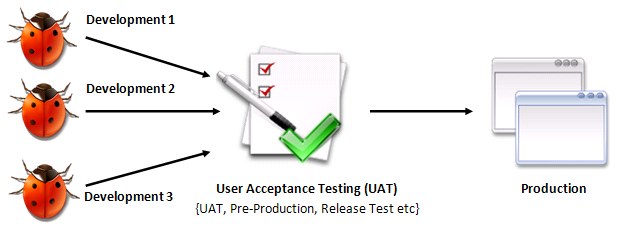 Development 1
Development 2
Development 3
User Acceptance Testing (UAT)
{UAT, Pre-Production, Release Test etc}
Production